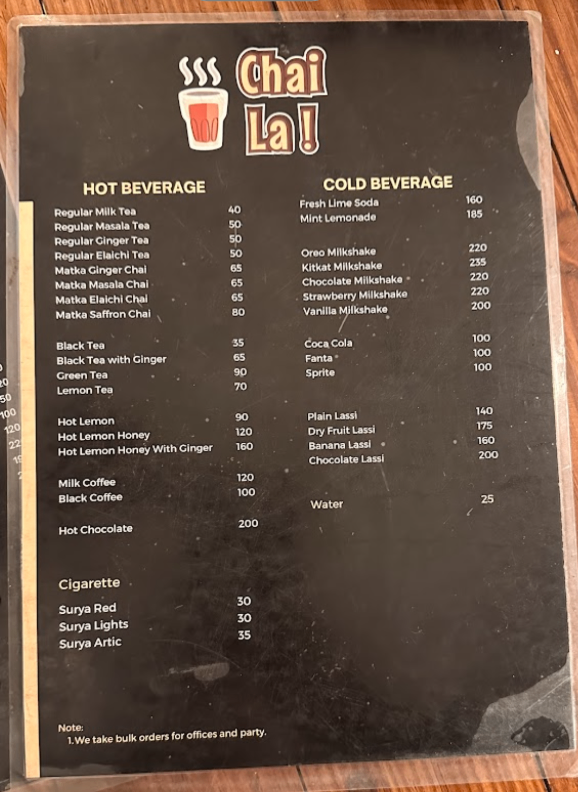 Chai
La!
HOT BEVERAGE
Regular Milk Tea 40
Regular Masala Tea 50
Regular Ginger Tea 50
Regular Elaichi Tea 50
Matka Ginger Chai 65
Matka Masala Chai 65
Matka Elaichi Chai 65
Matka Saffron Chai 80
Black Tea 35
Black Tea with Ginger 65
Green Tea 90
Lemon Tea 70
Hot Lemon 90
Hot Lemon Honey 120
Hot Lemon Honey With Ginger 160
Milk Coffee 120
Black Coffee 100
Hot Chocolate 200
Cigarette
Surya Red 30
Surya Lights 30
Surya Artic 35
COLD BEVERAGE
Fresh Lime Soda 160
Mint Lemonade 185
Oreo Milkshake 220
Kitkat Milkshake 235
Chocolate Milkshake 220
Strawberry Milkshake 220
Vanilla Milkshake 200
Coca Cola 100
Fanta 100
Sprite 100
Plain Lassi 140
Dry Fruit Lassi 175
Banana Lassi 160
Chocolate Lassi 200
Water 25
Note:
1.We take bulk orders for offices and party.